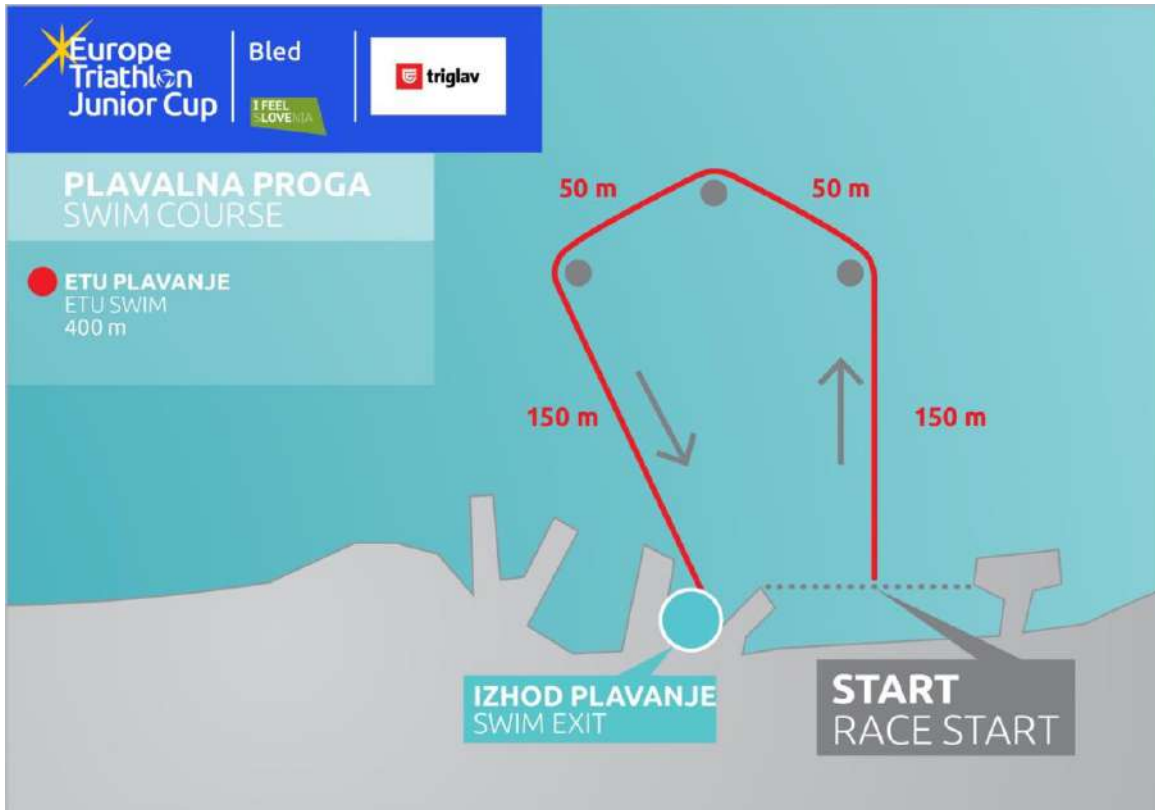 Europe
Triathlon
Junior Cup
Bled
I FEEL
SLOVENIA
triglav
PLAVALNA PROGA
SWIM COURSE
ETU PLAVANJE
ETU SWIM
400 m
50 m
50 m
150 m
150 m
IZHOD PLAVANJE
SWIM EXIT
START
RACE START